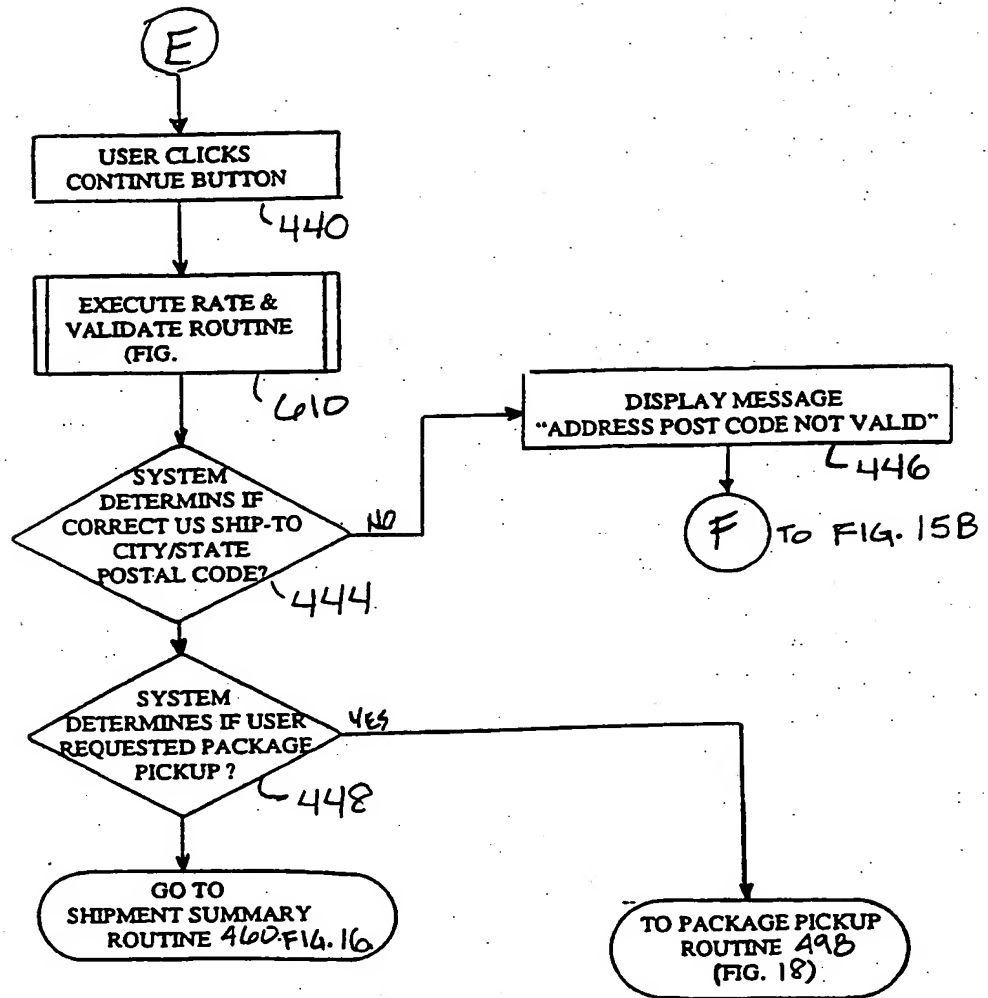 E
USER CLICKS
CONTINUE BUTTON
440
EXECUTE RATE &
VALIDATE ROUTINE
(FIG.
610
SYSTEM
DETERMINS IF
CORRECT US SHIP-TO
CITY/STATE
POSTAL CODE?
444
NO
DISPLAY MESSAGE
"ADDRESS POST CODE NOT VALID"
446
F TO FIG. 15B
SYSTEM
DETERMINES IF USER
REQUESTED PACKAGE
PICKUP ?
448
YES
GO TO
SHIPMENT SUMMARY
ROUTINE 460. FIG. 16
TO PACKAGE PICKUP
ROUTINE 498
(FIG. 18)